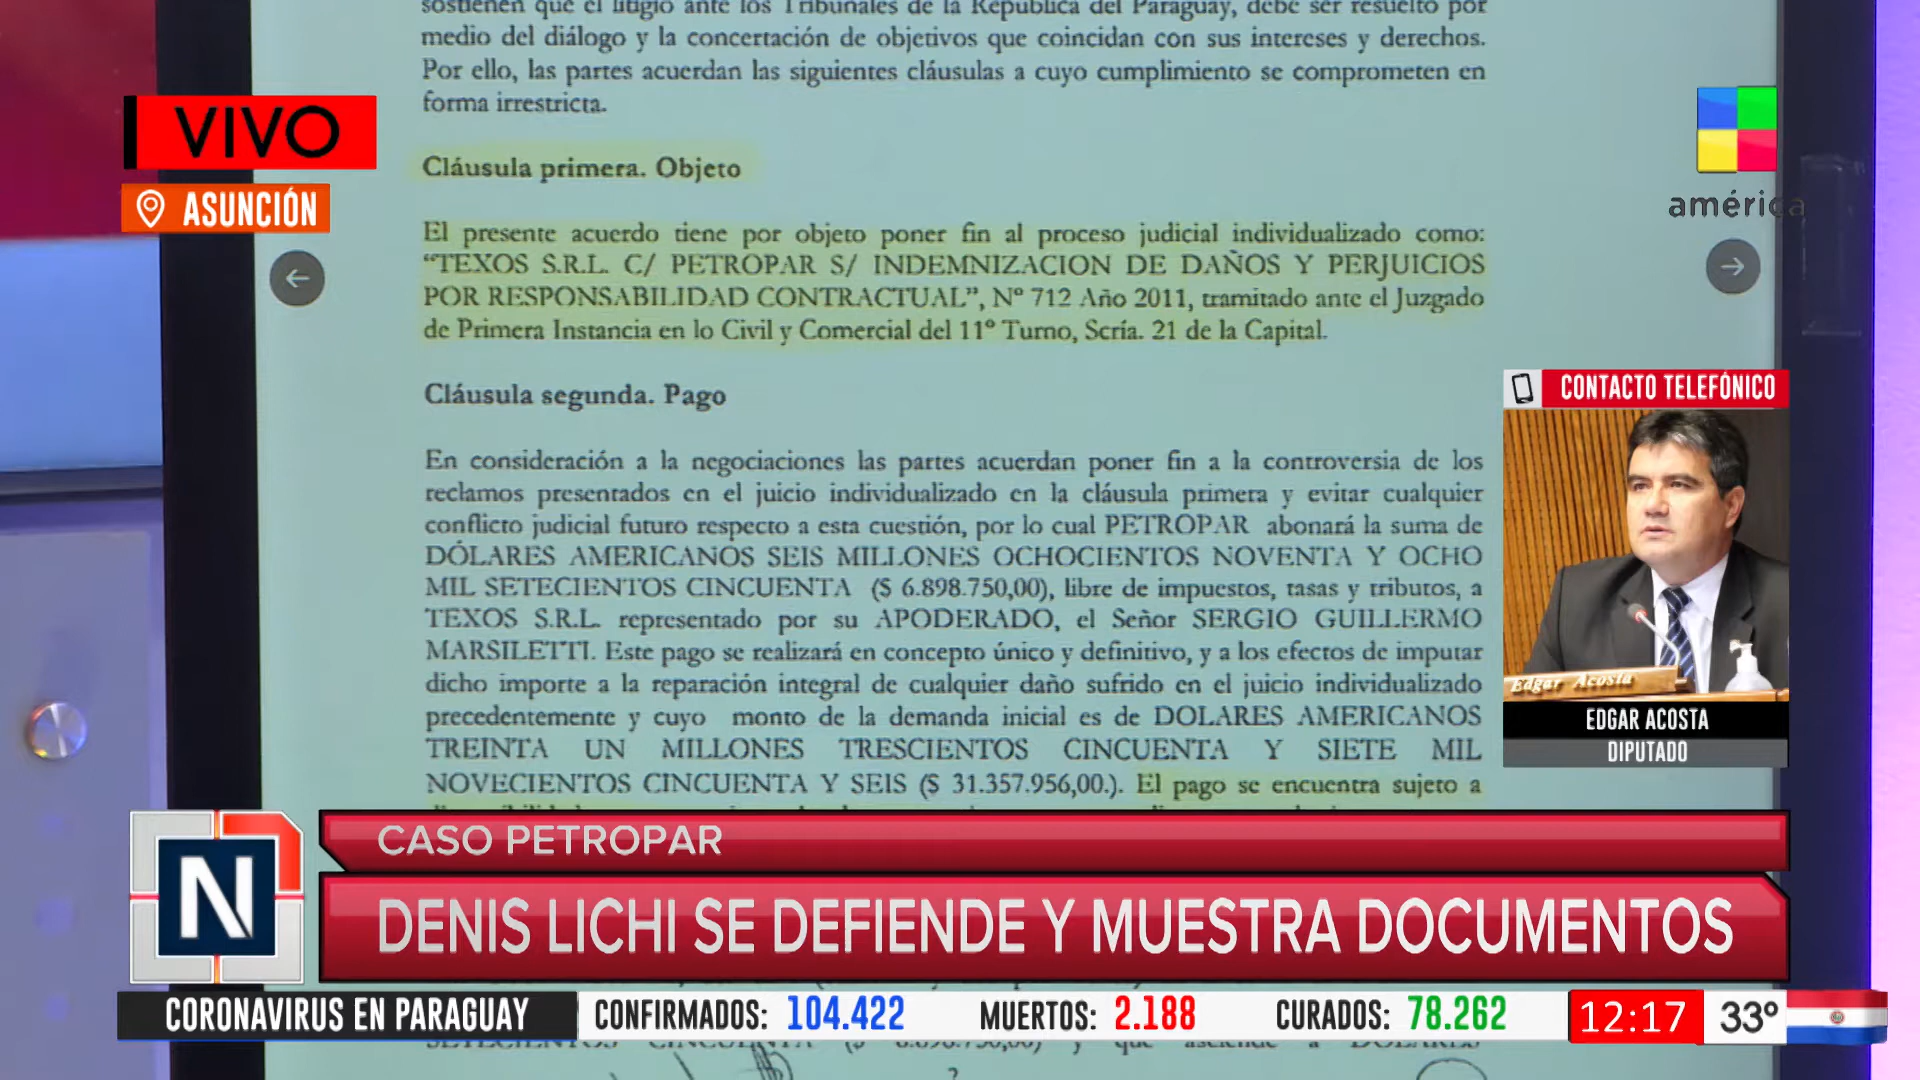 sostienen que el litigio ante los Tribunales de la República del Paraguay, debe ser resuelto por
medio del diálogo y la concertación de objetivos que coincidan con sus intereses y derechos.
Por ello, las partes acuerdan las siguientes cláusulas a cuyo cumplimiento se comprometen en
forma irrestricta.
VIVO
ASUNCIÓN
américa
Cláusula primera. Objeto
El presente acuerdo tiene por objeto poner fin al proceso judicial individualizado como:
“TEXOS S.R.L. C/ PETROPAR S/ INDEMNIZACION DE DAÑOS Y PERJUICIOS
POR RESPONSABILIDAD CONTRACTUAL”, Nº 712 Año 2011, tramitado ante el Juzgado
de Primera Instancia en lo Civil y Comercial del 11º Turno, Scría. 21 de la Capital.
Cláusula segunda. Pago
En consideración a la negociaciones las partes acuerdan poner fin a la controversia de los
reclamos presentados en el juicio individualizado en la cláusula primera y evitar cualquier
conflicto judicial futuro respecto a esta cuestión, por lo cual PETROPAR abonará la suma de
DÓLARES AMERICANOS SEIS MILLONES OCHOCIENTOS NOVENTA Y OCHO
MIL SETECIENTOS CINCUENTA ($ 6.898.750,00), libre de impuestos, tasas y tributos, a
TEXOS S.R.L. representado por su APODERADO, el Señor SERGIO GUILLERMO
MARSILETTI. Este pago se realizará en concepto único y definitivo, y a los efectos de imputar
dicho importe a la reparación integral de cualquier daño sufrido en el juicio individualizado
precedentemente y cuyo monto de la demanda inicial es de DOLARES AMERICANOS
TREINTA UN MILLONES TRESCIENTOS CINCUENTA Y SIETE MIL
NOVECIENTOS CINCUENTA Y SEIS ($ 31.357.956,00.). El pago se encuentra sujeto a
CONTACTO TELEFÓNICO
Edgar Acosta
EDGAR ACOSTA
DIPUTADO
N
CASO PETROPAR
DENIS LICHI SE DEFIENDE Y MUESTRA DOCUMENTOS
CORONAVIRUS EN PARAGUAY CONFIRMADOS: 104.422 MUERTOS: 2.188 CURADOS: 78.262 12:17 33º
SETECIENTOS CINCUENTA ($ 6.898.750,00) y que asciende a DOLARES